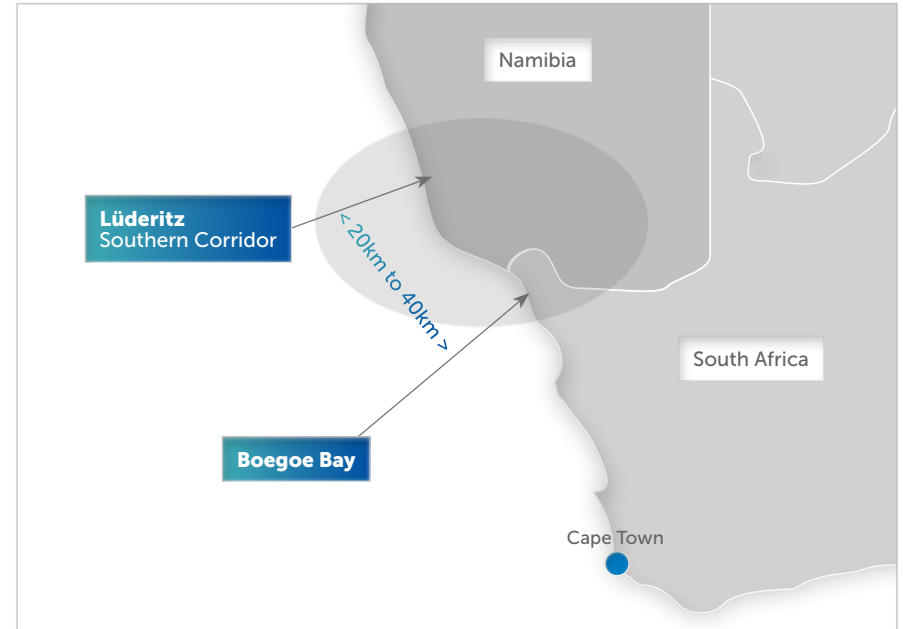 Namibia
Lüderitz
Southern Corridor
< 20km to 40km >
South Africa
Boegoe Bay
Cape Town